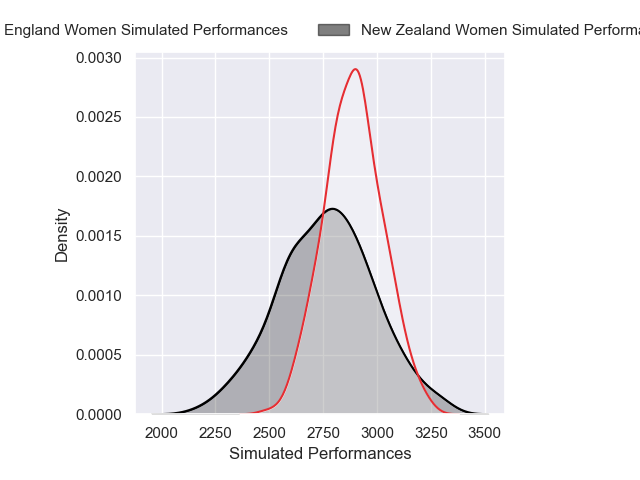 England Women Simulated Performances
New Zealand Women Simulated Performa
0.0030
0.0025
0.0020
0.0015
0.0010
0.0005
0.0000
Density
2000 2250 2500 2750 3000 3250 3500
Simulated Performances